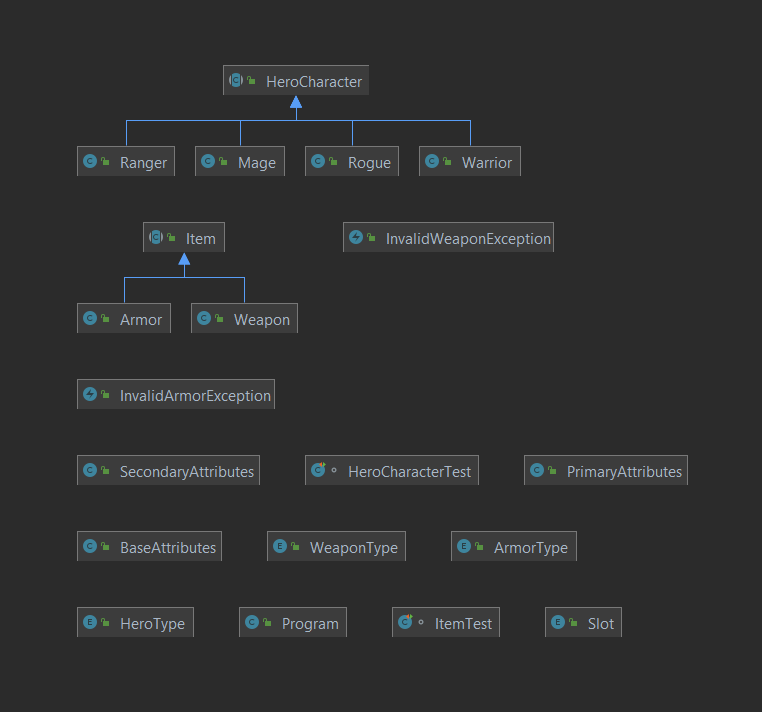 HeroCharacter
Ranger Mage Rogue Warrior
Item InvalidWeaponException
Armor Weapon
InvalidArmorException
SecondaryAttributes HeroCharacterTest PrimaryAttributes
BaseAttributes WeaponType ArmorType
HeroType Program ItemTest Slot